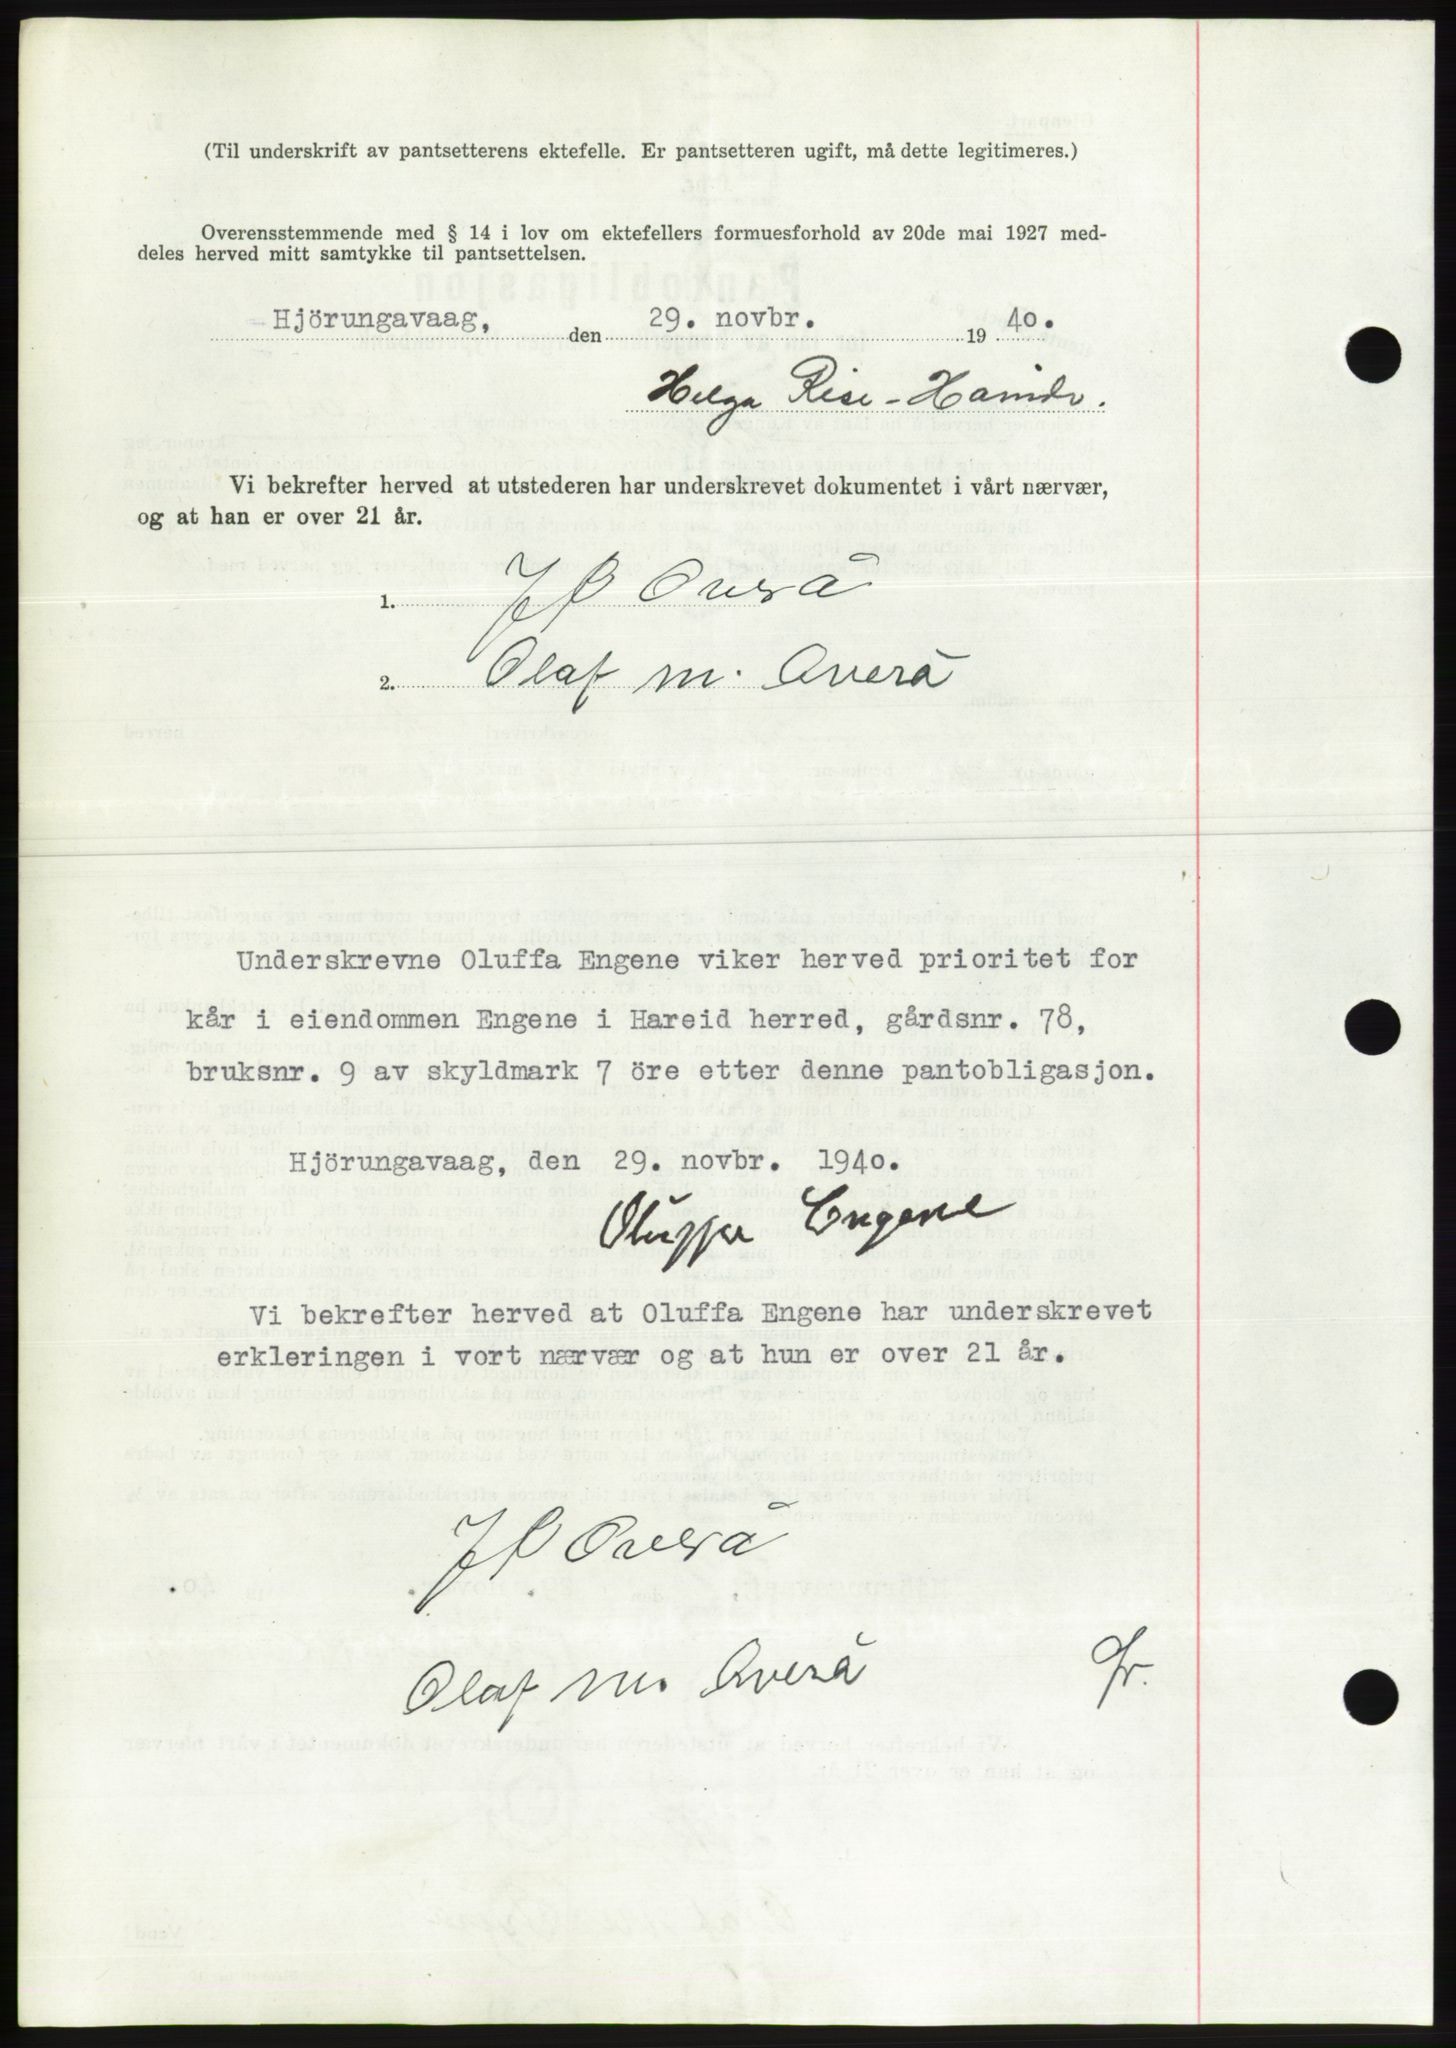 (Til underskrift av pantsetterens ektefelle. Er pantsetteren ugift, må dette legitimeres.)
Overensstemmende med § 14 i lov om ektefellers formuesforhold av 20de mai 1927 med-
deles herved mitt samtykke til pantsettelsen.
Hjörungavaag, den 29. novbr. 19 40.
Helga Rise-Hamde.
Vi bekrefter herved at utstederen har underskrevet dokumentet i vårt nærvær,
og at han er over 21 år.
1. J P Overå
2. Olaf M. Overå
Underskrevne Oluffa Engene viker herved prioritet for
kår i eiendommen Engene i Hareid herred, gårdsnr. 78,
bruksnr. 9 av skyldmark 7 öre etter denne pantobligasjon.
Hjörungavaag, den 29. novbr. 1940.
Oluffa Engene
Vi bekrefter herved at Oluffa Engene har underskrevet
erkleringen i vort nærvær og at hun er over 21 år.
J P Overå
Olaf M. Overå